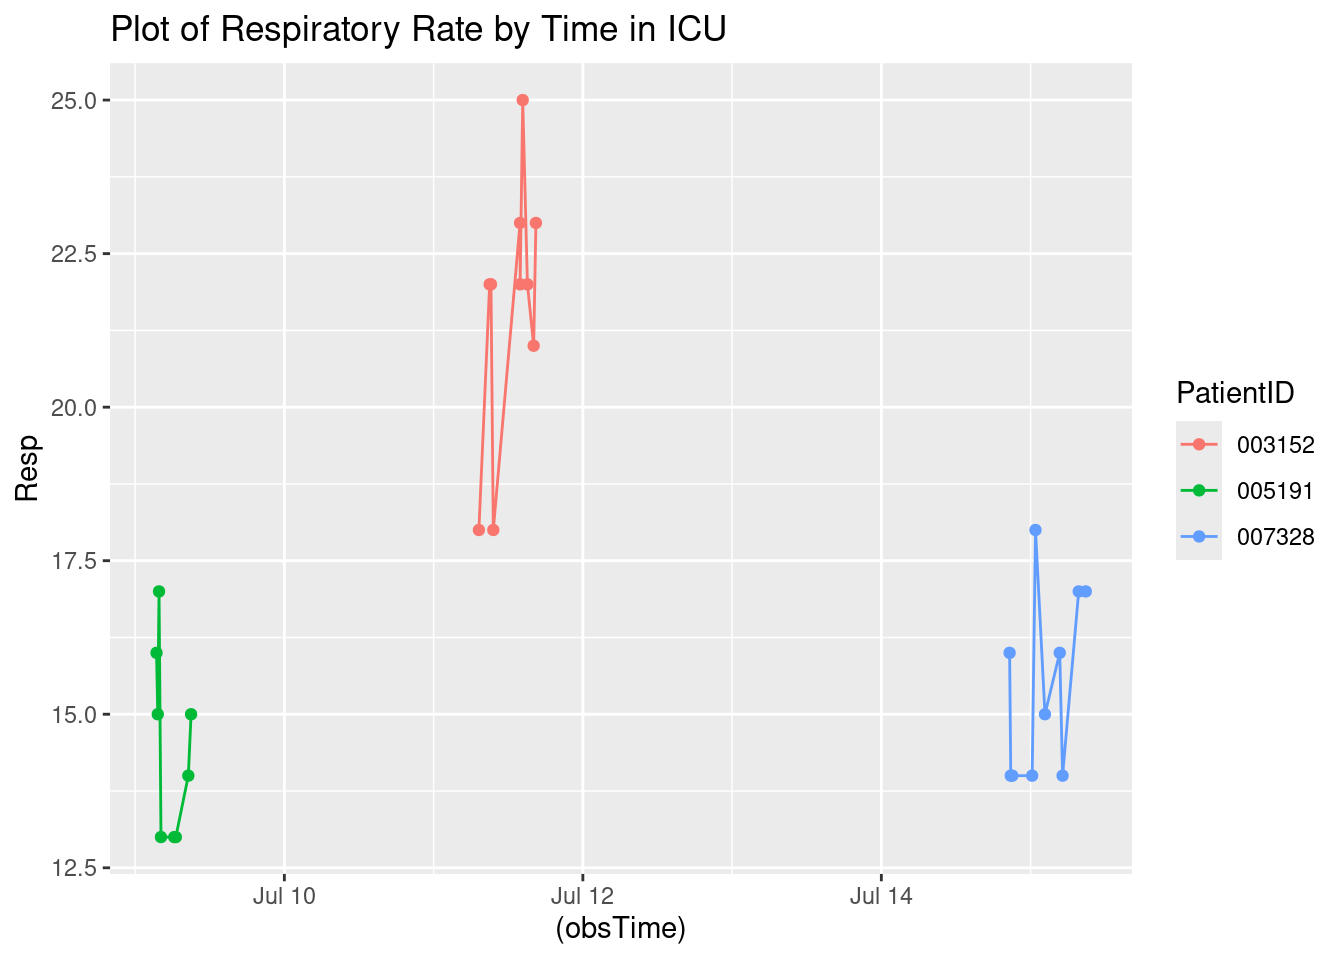 Plot of Respiratory Rate by Time in ICU
25.0
22.5
20.0
17.5
15.0
12.5
Resp
Jul 10
Jul 12
Jul 14
(obsTime)
PatientID
003152
005191
007328